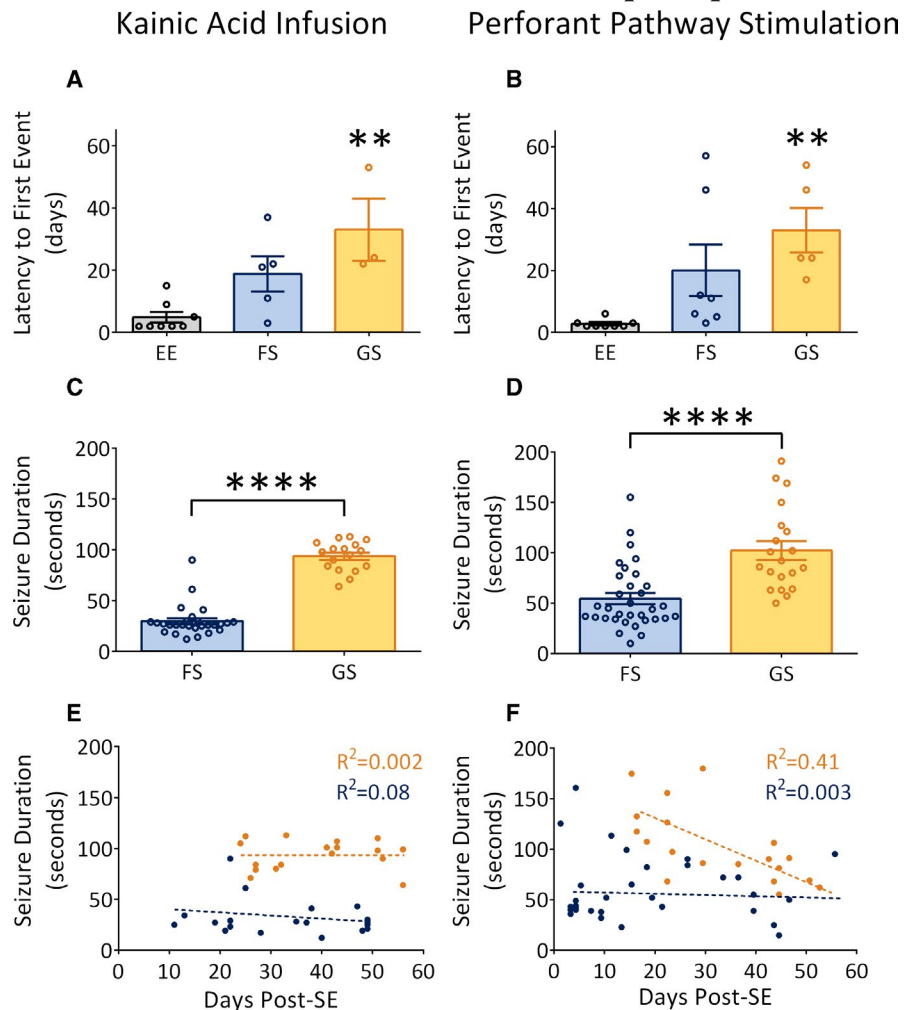 Kainic Acid Infusion
Perforant Pathway Stimulation
A
Latency to First Event
(days)
60
40
20
0
**
EE
FS
GS
B
Latency to First Event
(days)
60
40
20
0
**
EE
FS
GS
C
Seizure Duration
(seconds)
200
150
100
50
0
****
FS
GS
D
Seizure Duration
(seconds)
200
150
100
50
0
****
FS
GS
E
Seizure Duration
(seconds)
200
150
100
50
0
R²=0.002
R²=0.08
0 10 20 30 40 50 60
Days Post-SE
F
Seizure Duration
(seconds)
200
150
100
50
0
R²=0.41
R²=0.003
0 10 20 30 40 50 60
Days Post-SE